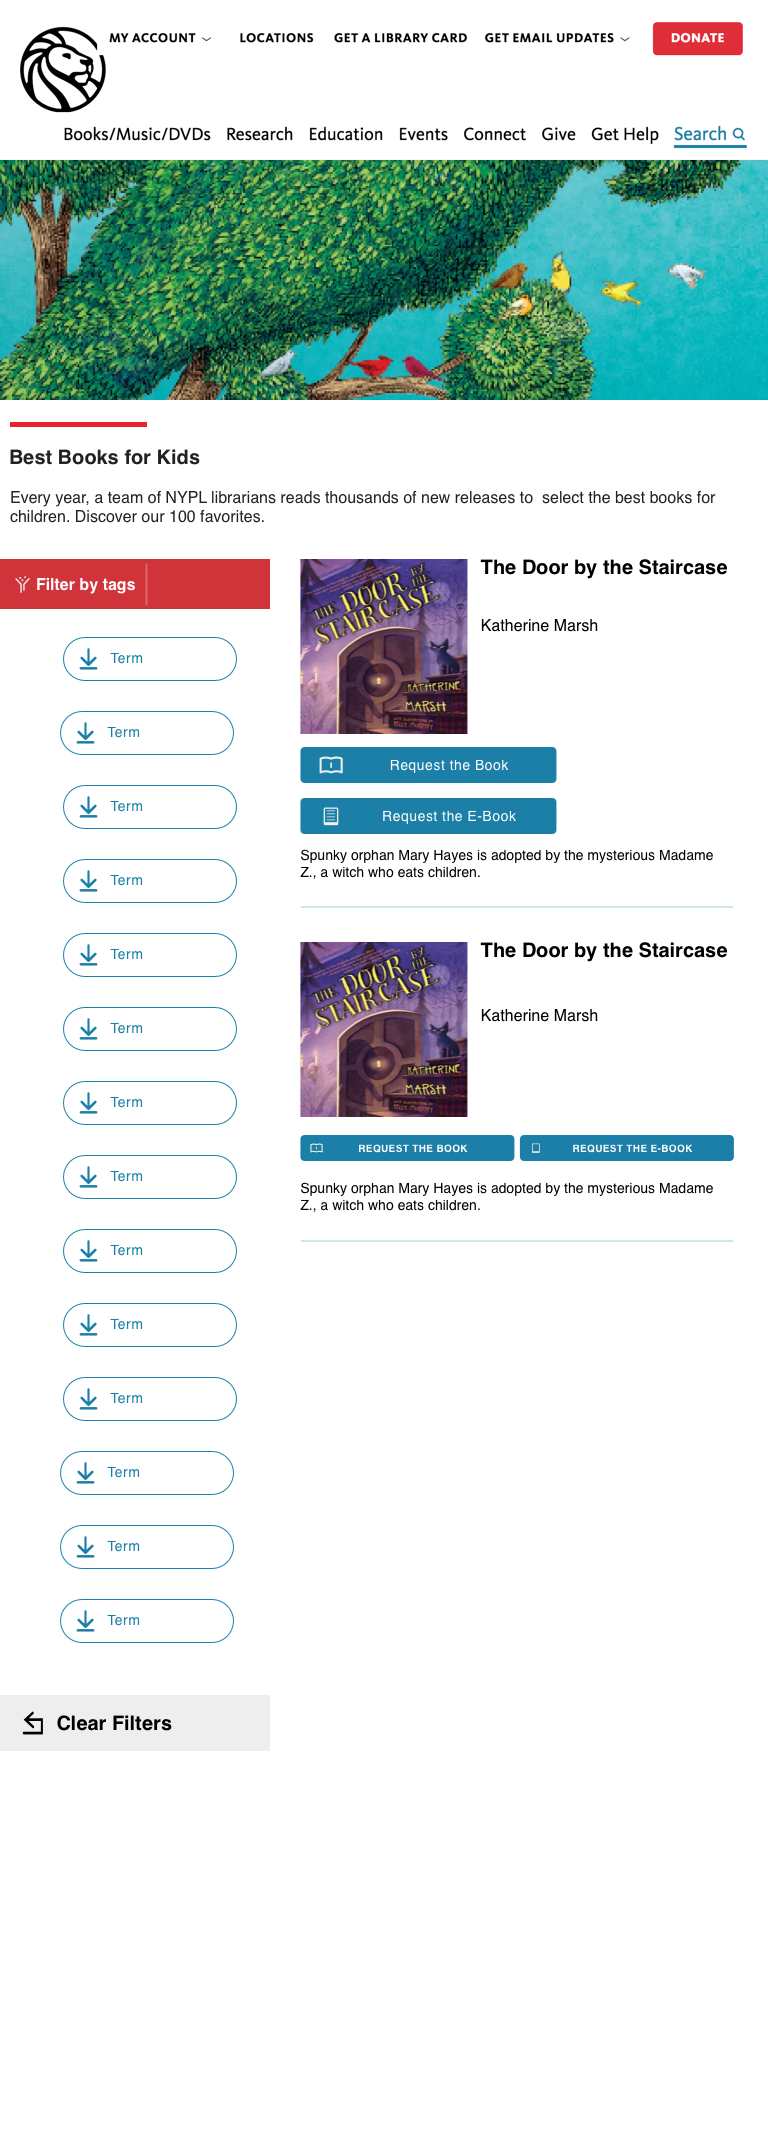 MY ACCOUNT
LOCATIONS
GET A LIBRARY CARD
GET EMAIL UPDATES
DONATE
Books/Music/DVDs
Research
Education
Events
Connect
Give
Get Help
Search
Best Books for Kids
Every year, a team of NYPL librarians reads thousands of new releases to  select the best books for
children. Discover our 100 favorites.
Filter by tags
Term
Term
Term
Term
Term
Term
Term
Term
Term
Term
Term
Term
Term
Term
Clear Filters
THE DOOR BY THE
STAIRCASE
KATHERINE
MARSH
The Door by the Staircase
Katherine Marsh
Request the Book
Request the E-Book
Spunky orphan Mary Hayes is adopted by the mysterious Madame
Z., a witch who eats children.
THE DOOR BY THE
STAIRCASE
KATHERINE
MARSH
The Door by the Staircase
Katherine Marsh
REQUEST THE BOOK
REQUEST THE E-BOOK
Spunky orphan Mary Hayes is adopted by the mysterious Madame
Z., a witch who eats children.